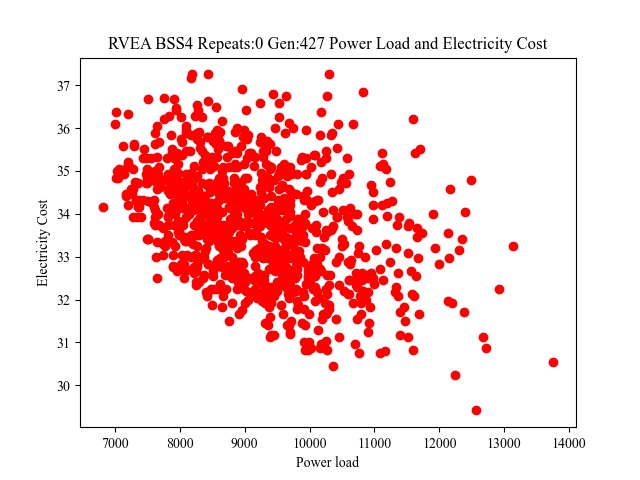 RVEA BSS4 Repeats:0 Gen:427 Power Load and Electricity Cost
37
36
35
34
33
32
31
30
Electricity Cost
7000 8000 9000 10000 11000 12000 13000 14000
Power load